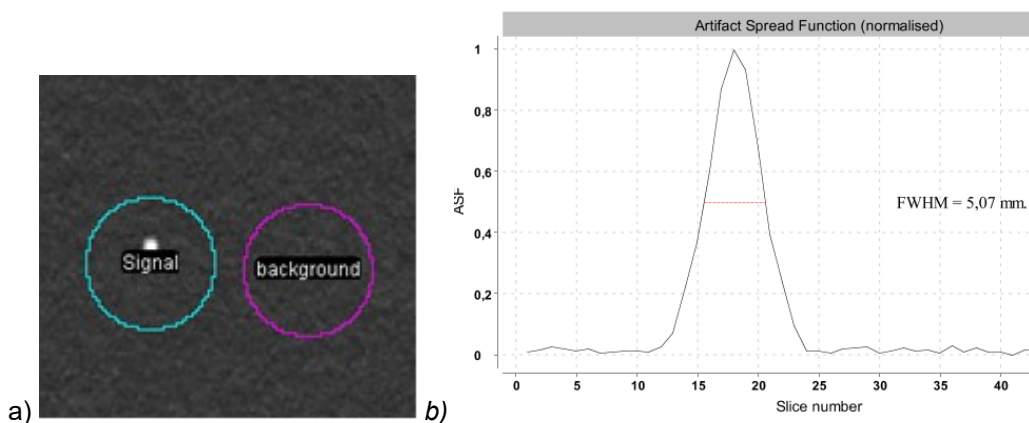 Artifact Spread Function (normalised)
1
0,8
0,6
0,4
0,2
0
ASF
FWHM = 5,07 mm.
0 5 10 15 20 25 30 35 40
Slice number
Signal
background
a)
b)